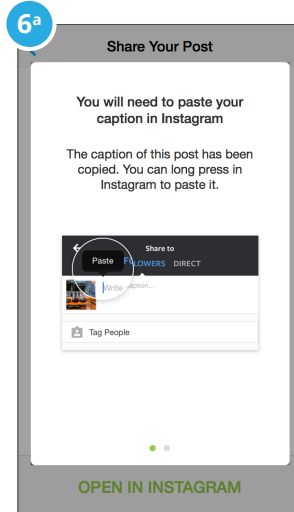 6a
Share Your Post
You will need to paste your
caption in Instagram
The caption of this post has been
copied. You can long press in
Instagram to paste it.
Share to
Paste
FOLLOWERS DIRECT
Write caption...
Tag People
OPEN IN INSTAGRAM